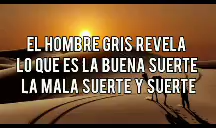 EL HOMBRE GRIS REVELA
LO QUE ES LA BUENA SUERTE
LA MALA SUERTE Y SUERTE